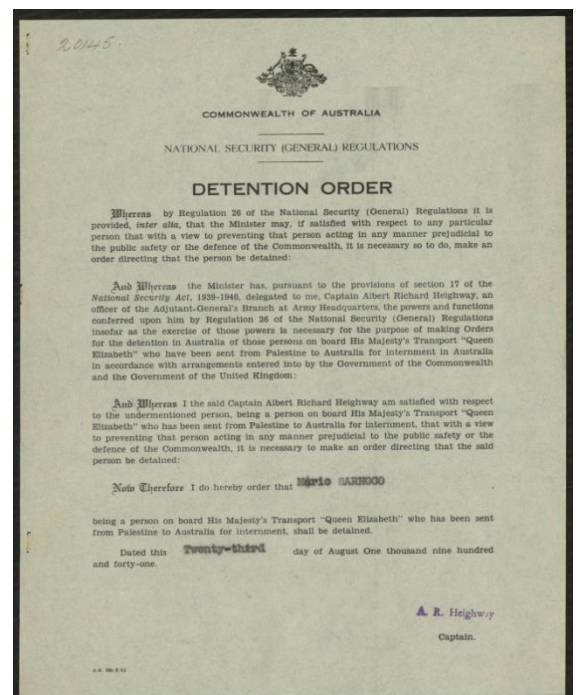 20145.
COMMONWEALTH OF AUSTRALIA
NATIONAL SECURITY (GENERAL) REGULATIONS
DETENTION ORDER
Whereas by Regulation 26 of the National Security (General) Regulations it is
provided, inter alia, that the Minister may, if satisfied with respect to any particular
person that with a view to preventing that person acting in any manner prejudicial to
the public safety or the defence of the Commonwealth, it is necessary so to do, make an
order directing that the person be detained:
And Whereas the Minister has, pursuant to the provisions of section 17 of the
National Security Act, 1939-1940, delegated to me, Captain Albert Richard Heighway, an
officer of the Adjutant-General's Branch at Army Headquarters, the powers and functions
conferred upon him by Regulation 26 of the National Security (General) Regulations
insofar as the exercise of those powers is necessary for the purpose of making Orders
for the detention in Australia of those persons on board His Majesty's Transport "Queen
Elizabeth" who have been sent from Palestine to Australia for internment in Australia
in accordance with arrangements entered into by the Government of the Commonwealth
and the Government of the United Kingdom:
And Whereas I the said Captain Albert Richard Heighway am satisfied with respect
to the undermentioned person, being a person on board His Majesty's Transport "Queen
Elizabeth" who has been sent from Palestine to Australia for internment, that with a view
to preventing that person acting in any manner prejudicial to the public safety or the
defence of the Commonwealth, it is necessary to make an order directing that the said
person be detained:
Now Therefore I do hereby order that Mario
being a person on board His Majesty's Transport "Queen Elizabeth" who has been sent
from Palestine to Australia for internment, shall be detained.
Dated this Twenty-third day of August One thousand nine hundred
and forty-one.
A. R. Heighway
Captain.